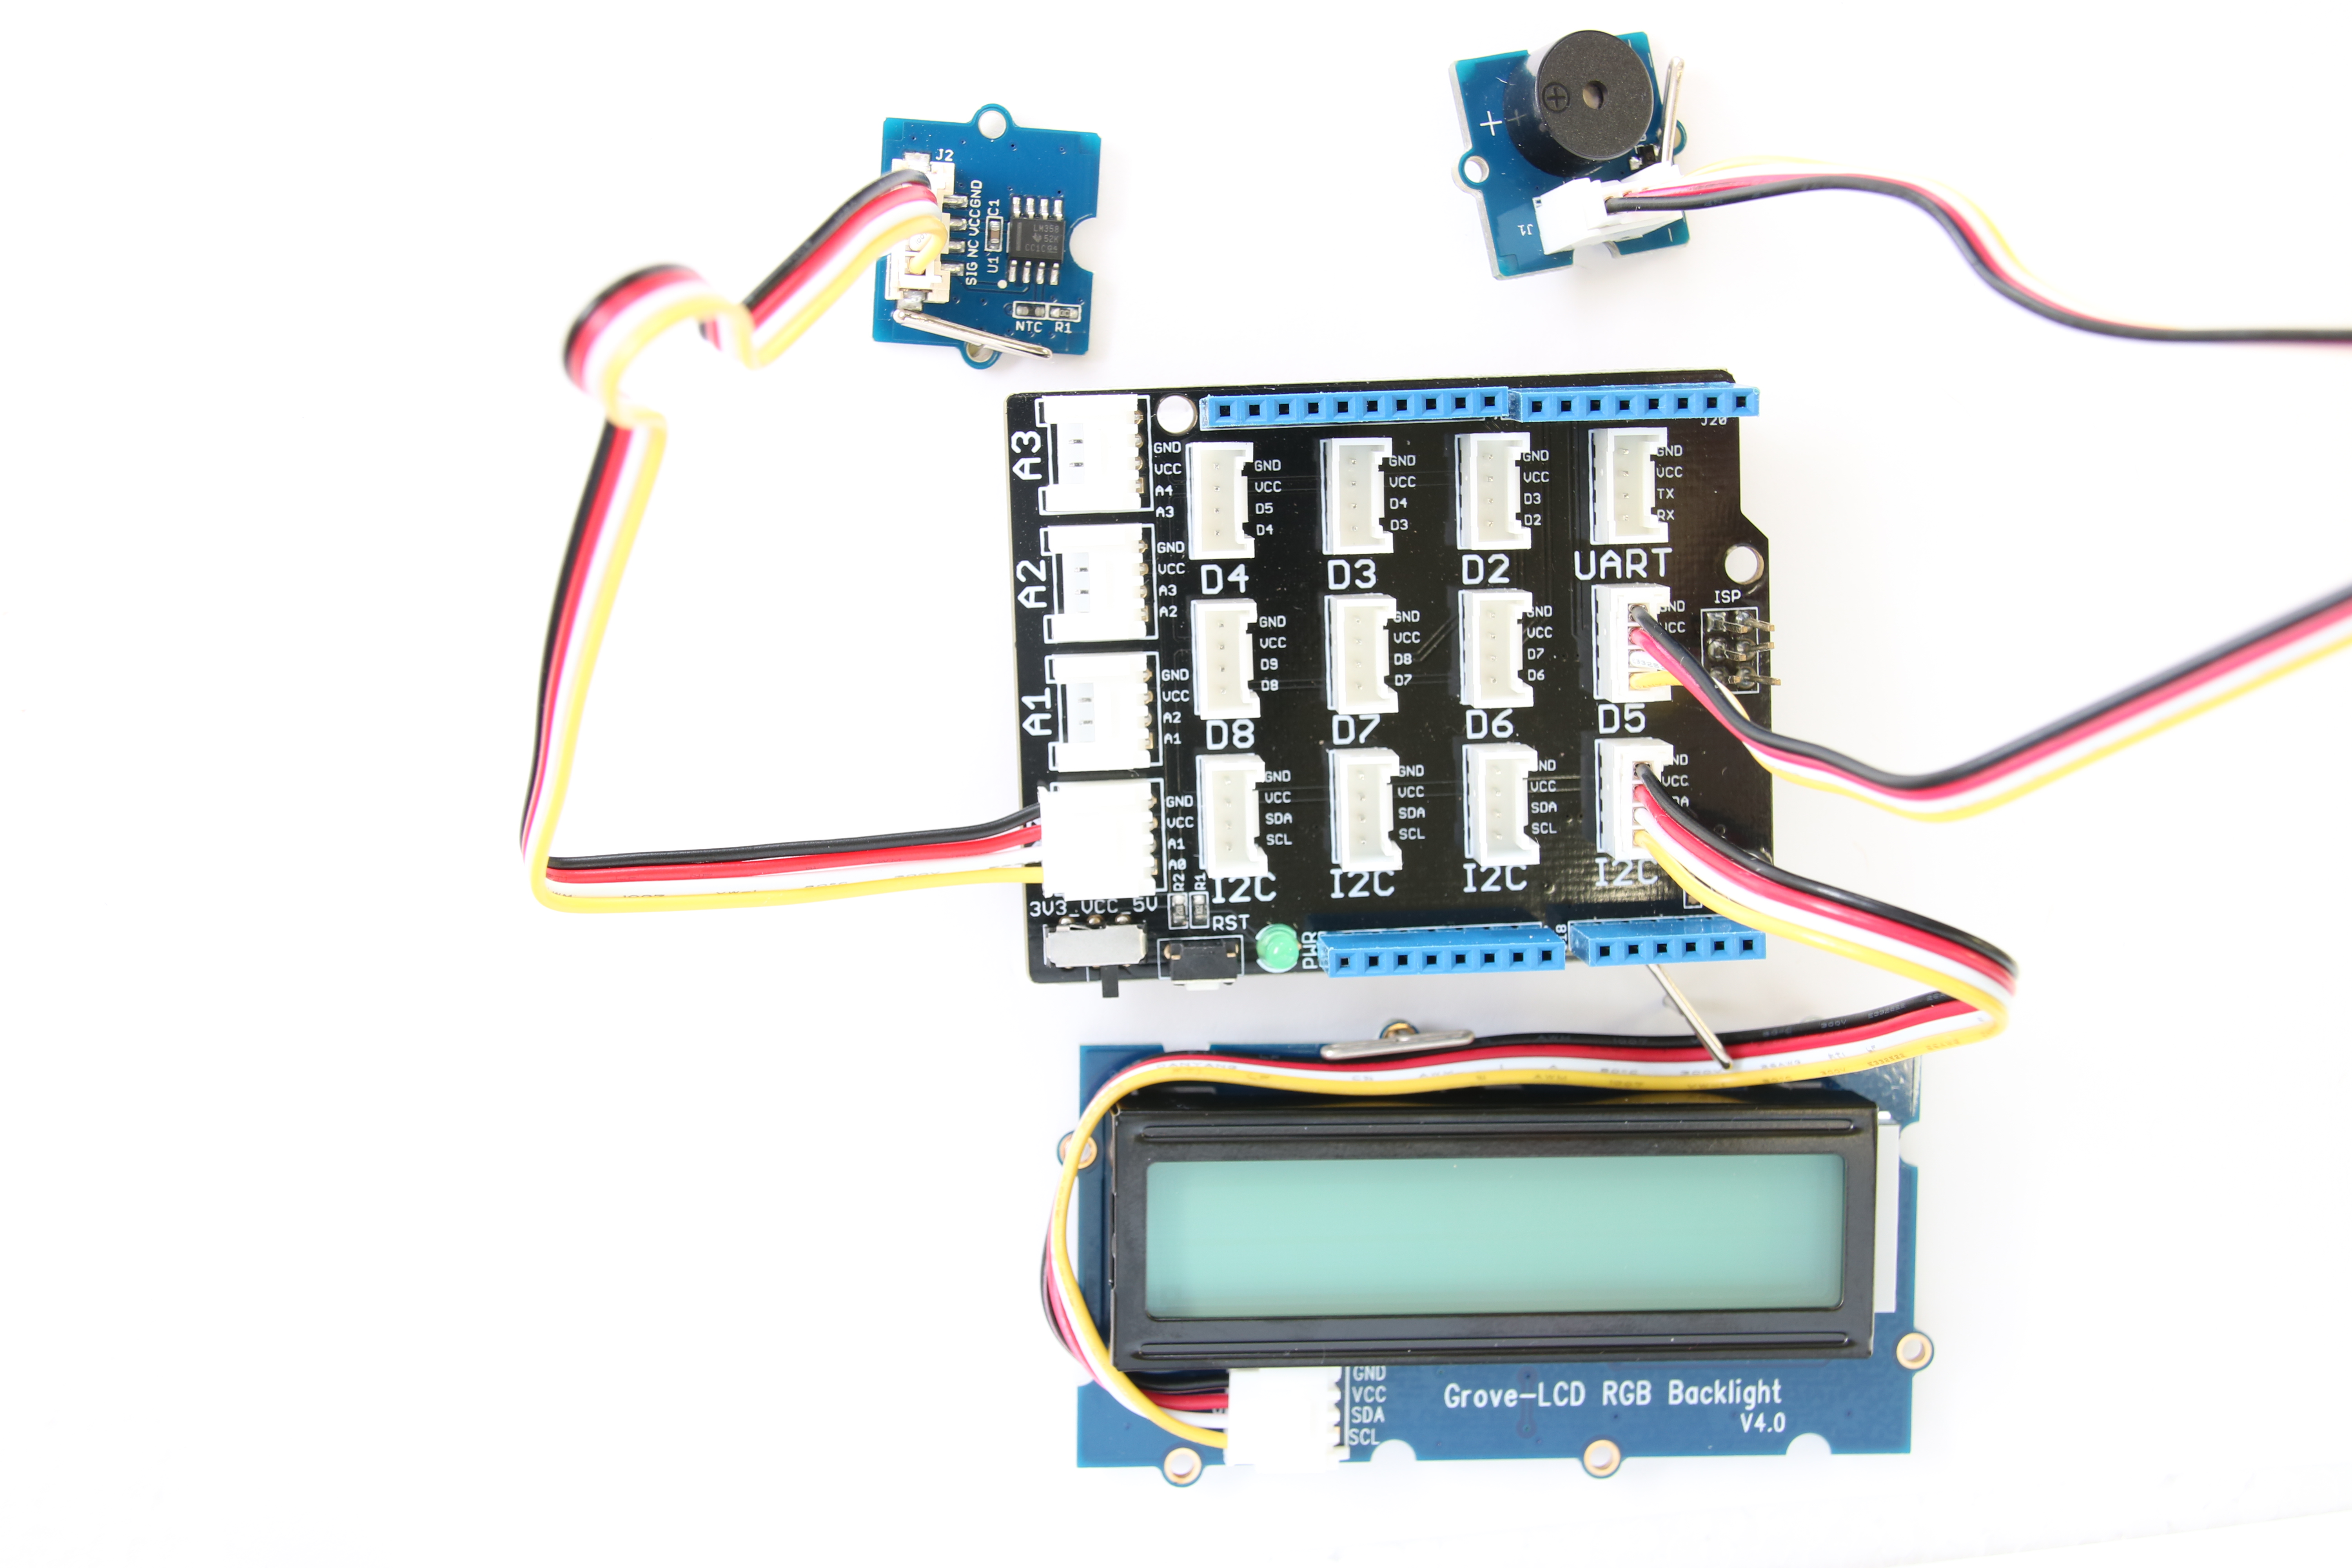 J2
SIG NC VCC GND
U1
C1
LM358
NTC R1
+
J1
J20
A3
GND
VCC
A4
A3
GND
VCC
D5
D4
D4
GND
VCC
D4
D3
D3
GND
VCC
D3
D2
D2
GND
VCC
TX
RX
UART
A2
GND
VCC
A3
A2
GND
VCC
D9
D8
D8
GND
VCC
D8
D7
D7
GND
VCC
D7
D6
D6
GND
VCC
D5
ISP
A1
GND
VCC
A2
A1
GND
VCC
SDA
SCL
I2C
GND
VCC
SDA
SCL
I2C
GND
VCC
SDA
SCL
I2C
VCC
I2C
GND
VCC
A1
A0
R2
R1
3V3 VCC 5V
RST
PWR
GND
VCC
SDA
SCL
Grove-LCD RGB Backlight
V4.0